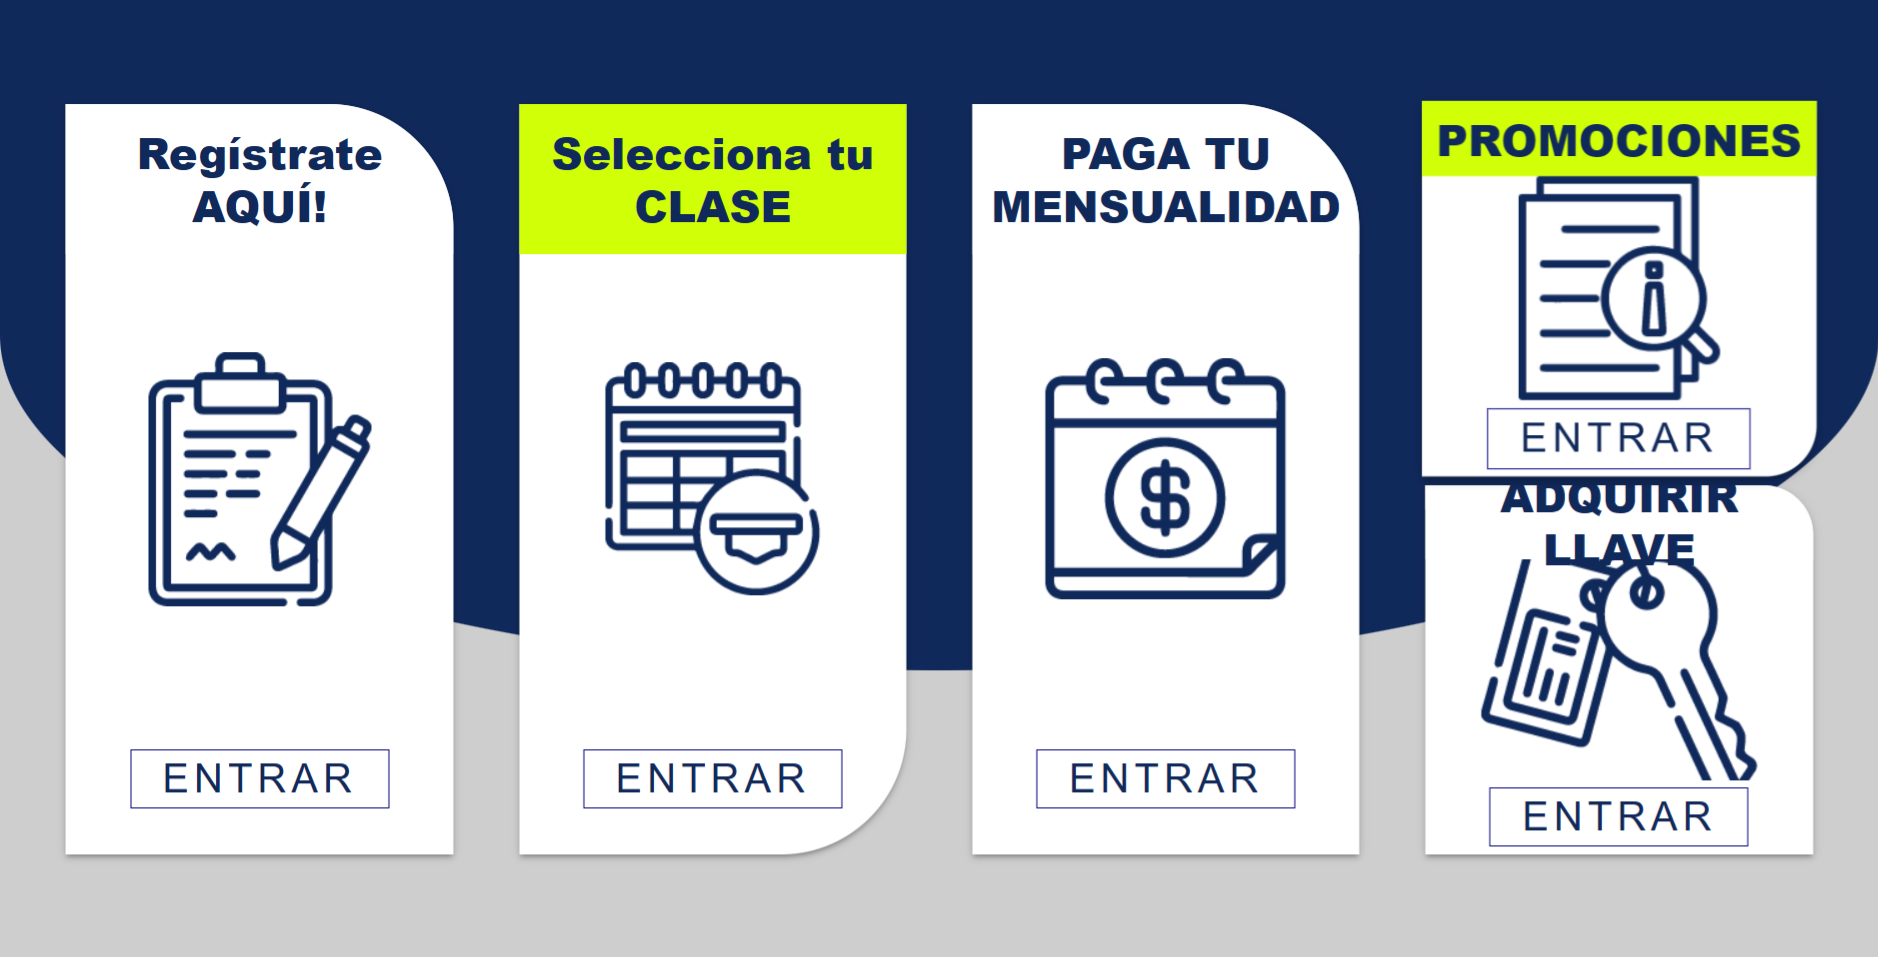 Regístrate
AQUÍ!
ENTRAR
Selecciona tu
CLASE
ENTRAR
PAGA TU
MENSUALIDAD
$
ENTRAR
PROMOCIONES
i
ENTRAR
ADQUIRIR
LLAVE
ENTRAR